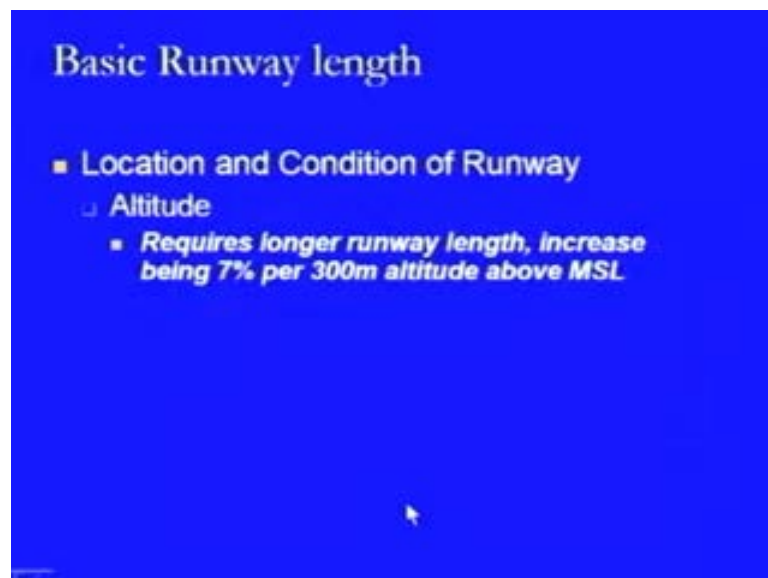 Basic Runway length
Location and Condition of Runway
Altitude
Requires longer runway length, increase
being 7% per 300m altitude above MSL